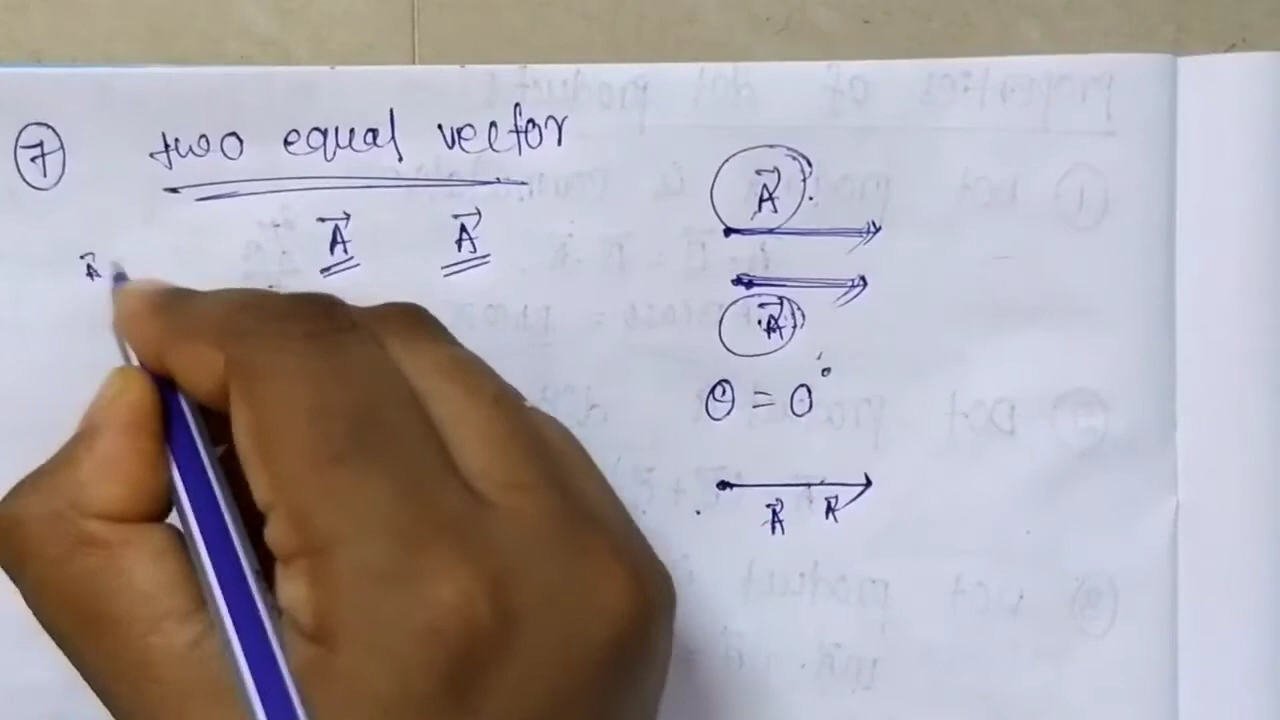 ⑦ two equal vector
A⃗ A⃗
A⃗
A⃗
A⃗
θ = 0°
A⃗ A⃗